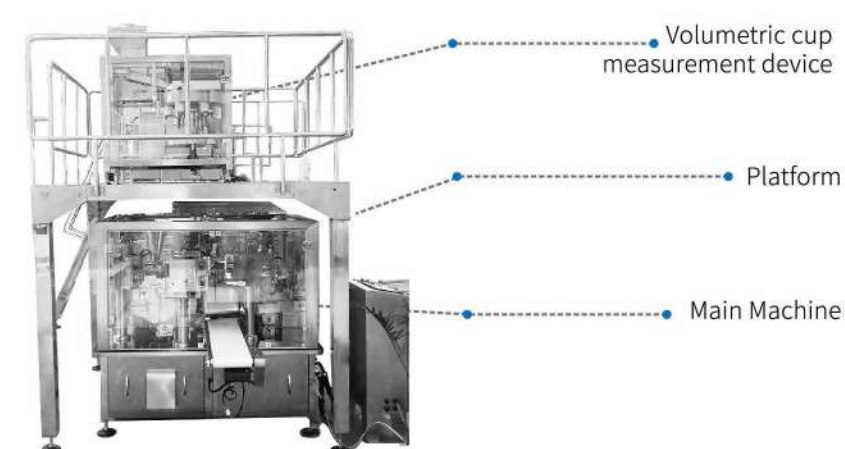 Volumetric cup
measurement device
Platform
Main Machine